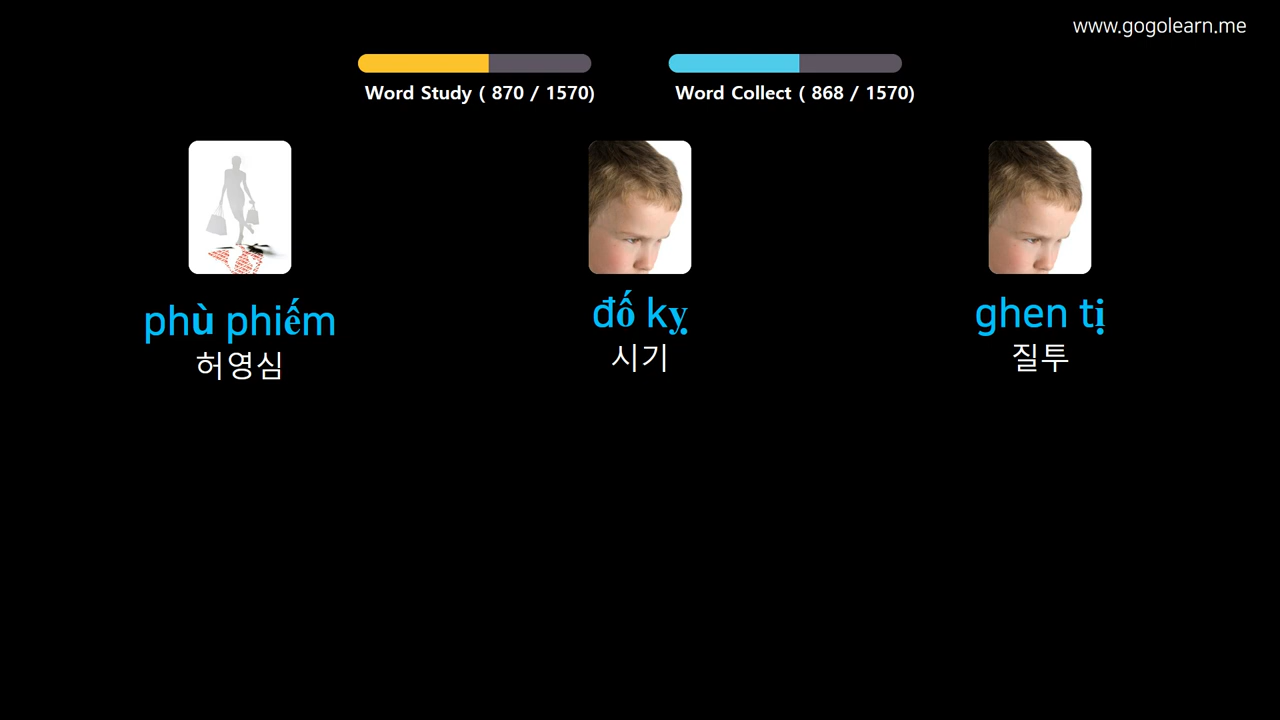 www.gogolearn.me
Word Study ( 870 / 1570)
Word Collect ( 868 / 1570)
phù phiếm
허영심
đố kỵ
시기
ghen tị
질투